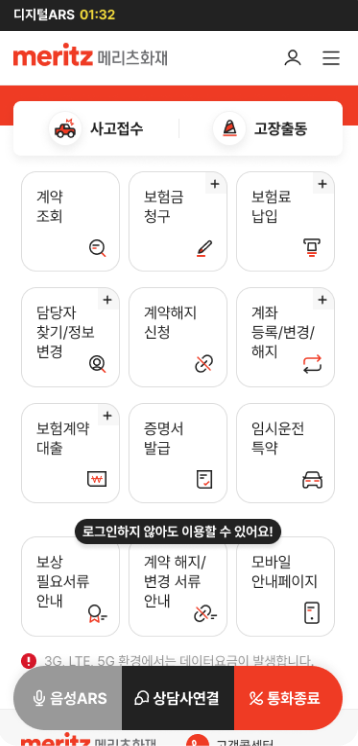 디지털ARS 01:32
meritz 메리츠화재
사고접수 고장출동
계약
조회
보험금
청구
보험료
납입
담당자
찾기/정보
변경
계약해지
신청
계좌
등록/변경/
해지
보험계약
대출
증명서
발급
임시운전
특약
로그인하지 않아도 이용할 수 있어요!
보상
필요서류
안내
계약 해지/
변경 서류
안내
모바일
안내페이지
3G, LTE, 5G 환경에서는 데이터요금이 발생합니다.
음성ARS 상담사연결 통화종료
meritz 메리츠화재 고객콜센터